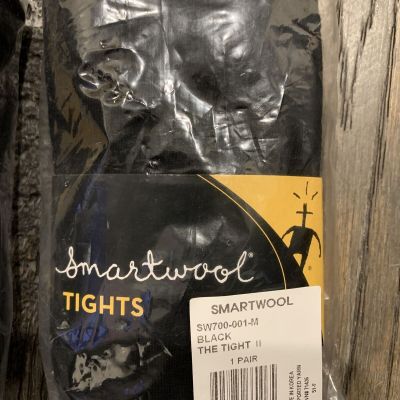 smartwool®
TIGHTS
SMARTWOOL
SW700-001-M
BLACK
THE TIGHT II
1 PAIR